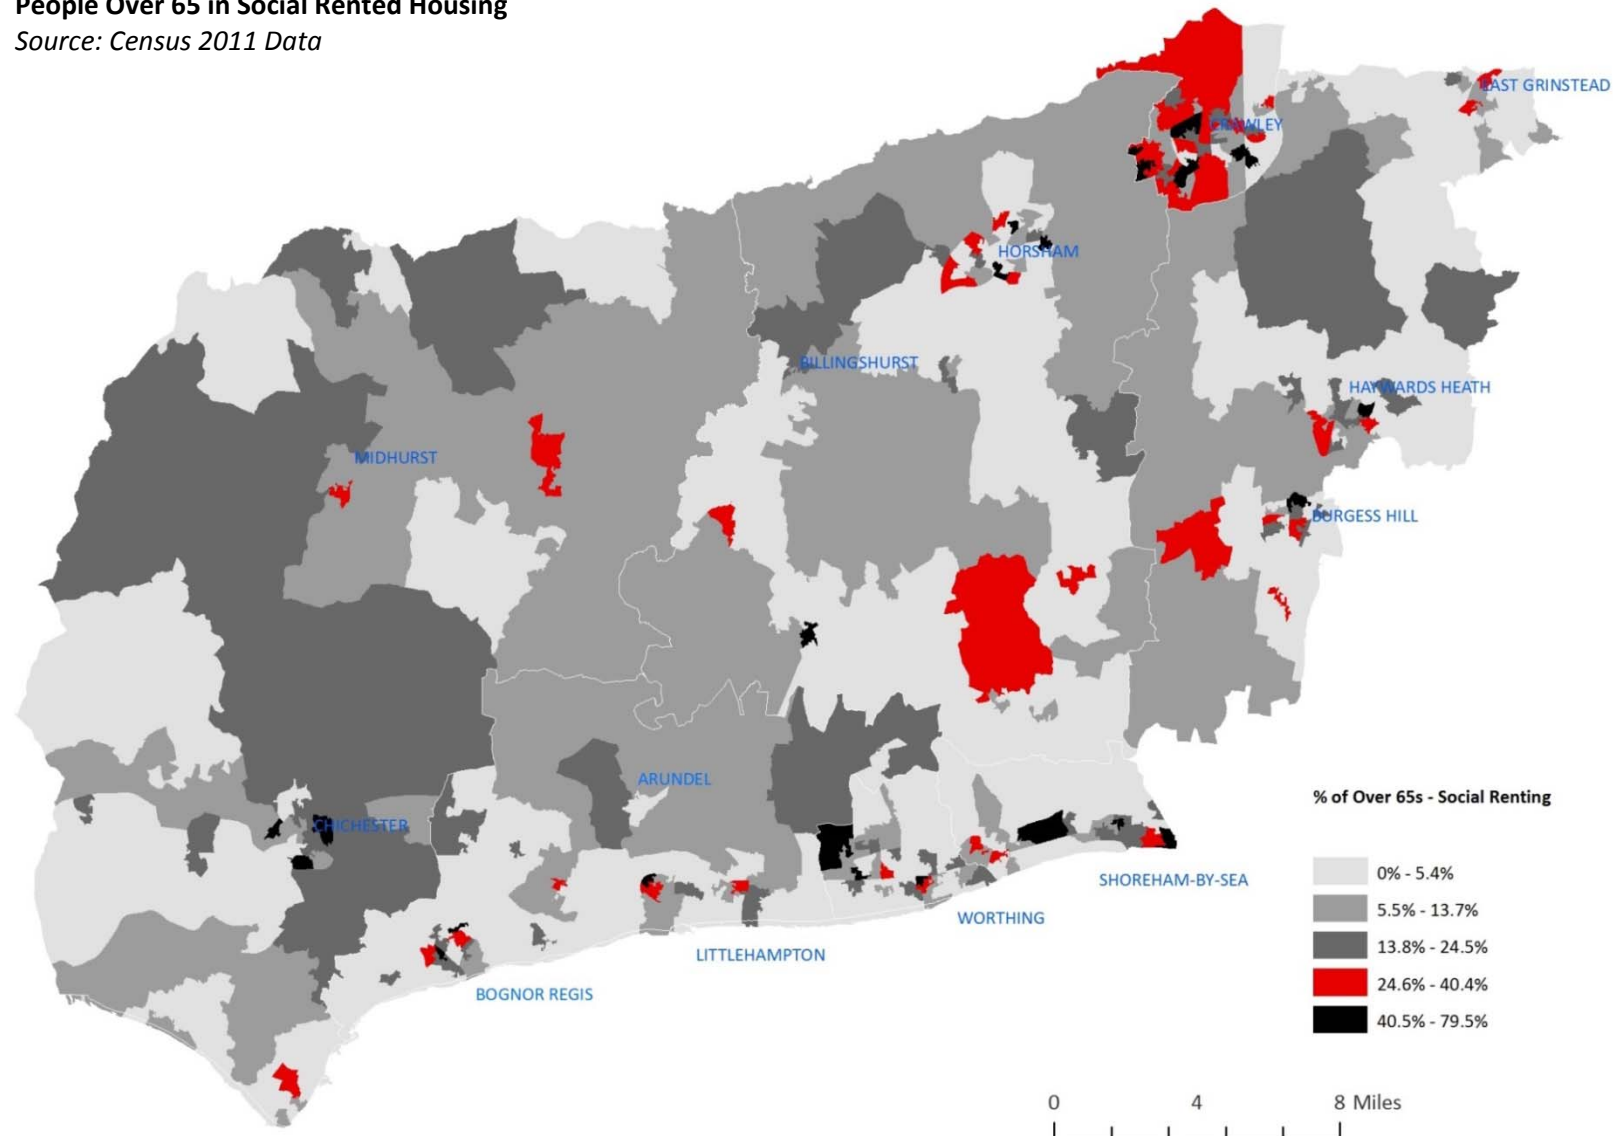 People Over 65 in Social Rented Housing
Source: Census 2011 Data
EAST GRINSTEAD
CRAWLEY
HORSHAM
BILLINGSHURST
HAYWARDS HEATH
MIDHURST
BURGESS HILL
ARUNDEL
CHICHESTER
SHOREHAM-BY-SEA
WORTHING
LITTLEHAMPTON
BOGNOR REGIS
% of Over 65s - Social Renting
0% - 5.4%
5.5% - 13.7%
13.8% - 24.5%
24.6% - 40.4%
40.5% - 79.5%
0 4 8 Miles